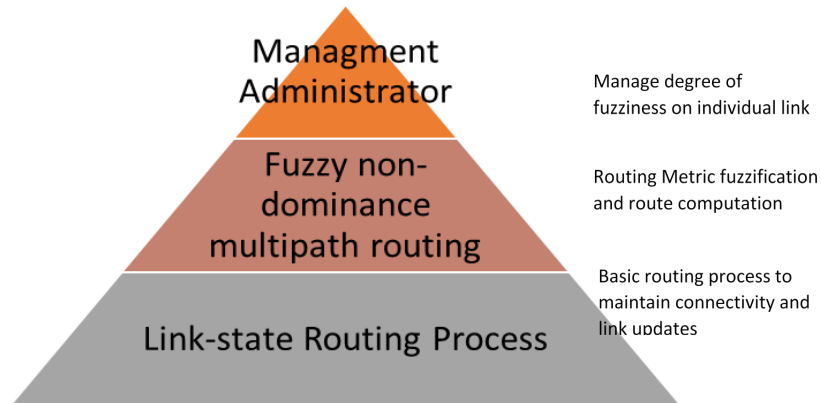 Managment
Administrator
Manage degree of
fuzziness on individual link
Fuzzy non-
dominance
multipath routing
Routing Metric fuzzification
and route computation
Link-state Routing Process
Basic routing process to
maintain connectivity and
link updates